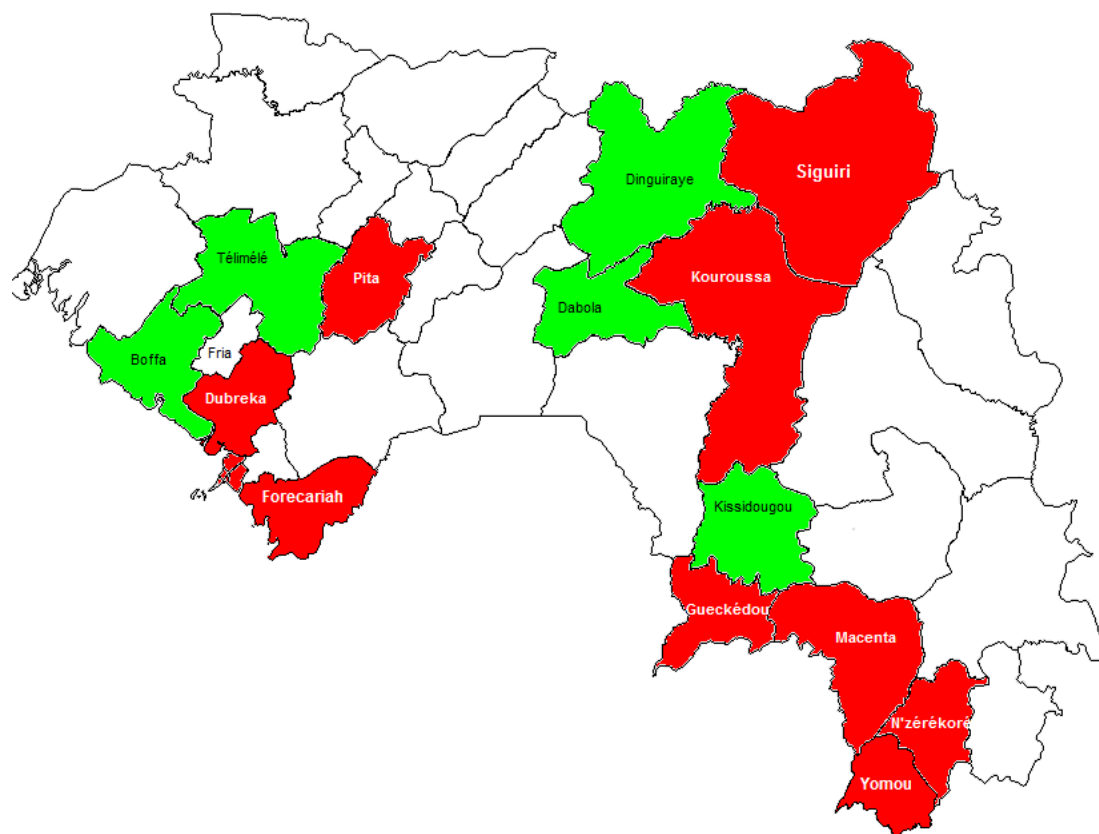 Siguiri
Dinguiraye
Télimélé
Pita
Kouroussa
Dabola
Boffa
Fria
Dubreka
Forecariah
Kissidougou
Gueckédou
Macenta
N'zérékoré
Yomou